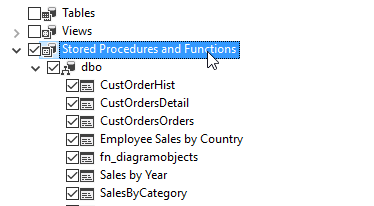 Tables
Views
Stored Procedures and Functions
dbo
CustOrderHist
CustOrdersDetail
CustOrdersOrders
Employee Sales by Country
fn_diagramobjects
Sales by Year
SalesByCategory